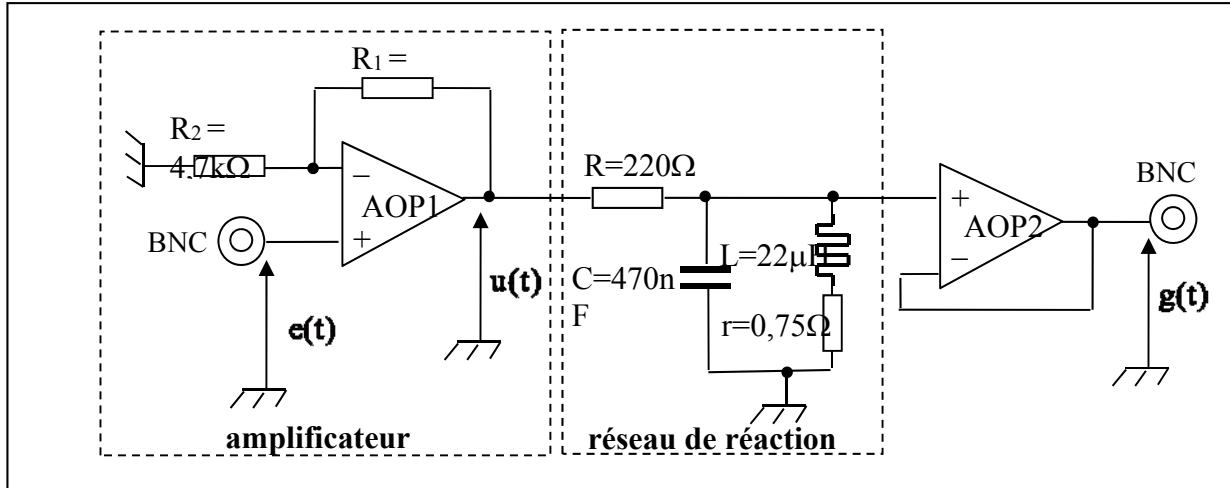 R1 =
R2 =
4,7kΩ
R=220Ω
BNC
–
AOP1
+
+
AOP2
–
BNC
L=22µH
C=470n
F
r=0,75Ω
u(t)
e(t)
g(t)
amplificateur
réseau de réaction